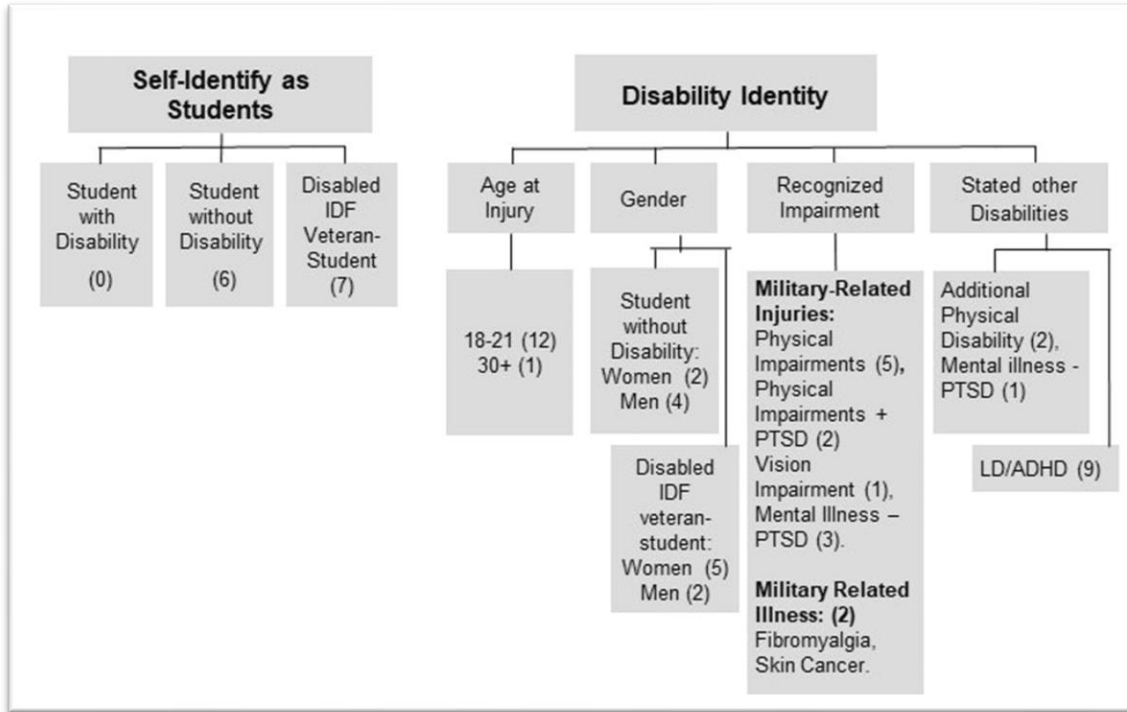 Self-Identify as
Students
Student
with
Disability
(0)
Student
without
Disability
(6)
Disabled
IDF
Veteran-
Student
(7)
Disability Identity
Age at
Injury
18-21 (12)
30+ (1)
Gender
Student
without
Disability:
Women (2)
Men (4)
Disabled
IDF
veteran-
student:
Women (5)
Men (2)
Recognized
Impairment
Military-Related
Injuries:
Physical
Impairments (5),
Physical
Impairments +
PTSD (2)
Vision
Impairment (1),
Mental Illness –
PTSD (3).
Military Related
Illness: (2)
Fibromyalgia,
Skin Cancer.
Stated other
Disabilities
Additional
Physical
Disability (2),
Mental illness -
PTSD (1)
LD/ADHD (9)